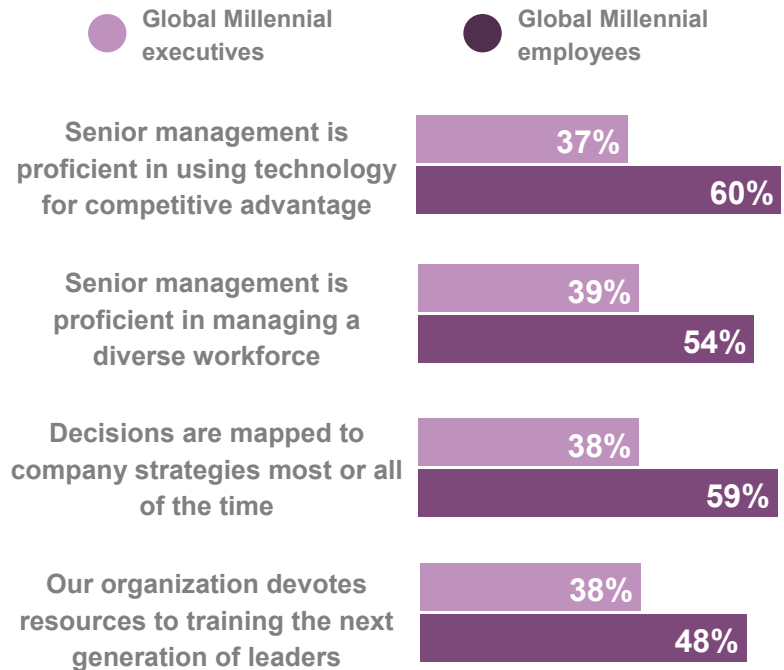 Global Millennial
executives
Global Millennial
employees
Senior management is
proficient in using technology
for competitive advantage
37%
60%
Senior management is
proficient in managing a
diverse workforce
39%
54%
Decisions are mapped to
company strategies most or all
of the time
38%
59%
Our organization devotes
resources to training the next
generation of leaders
38%
48%